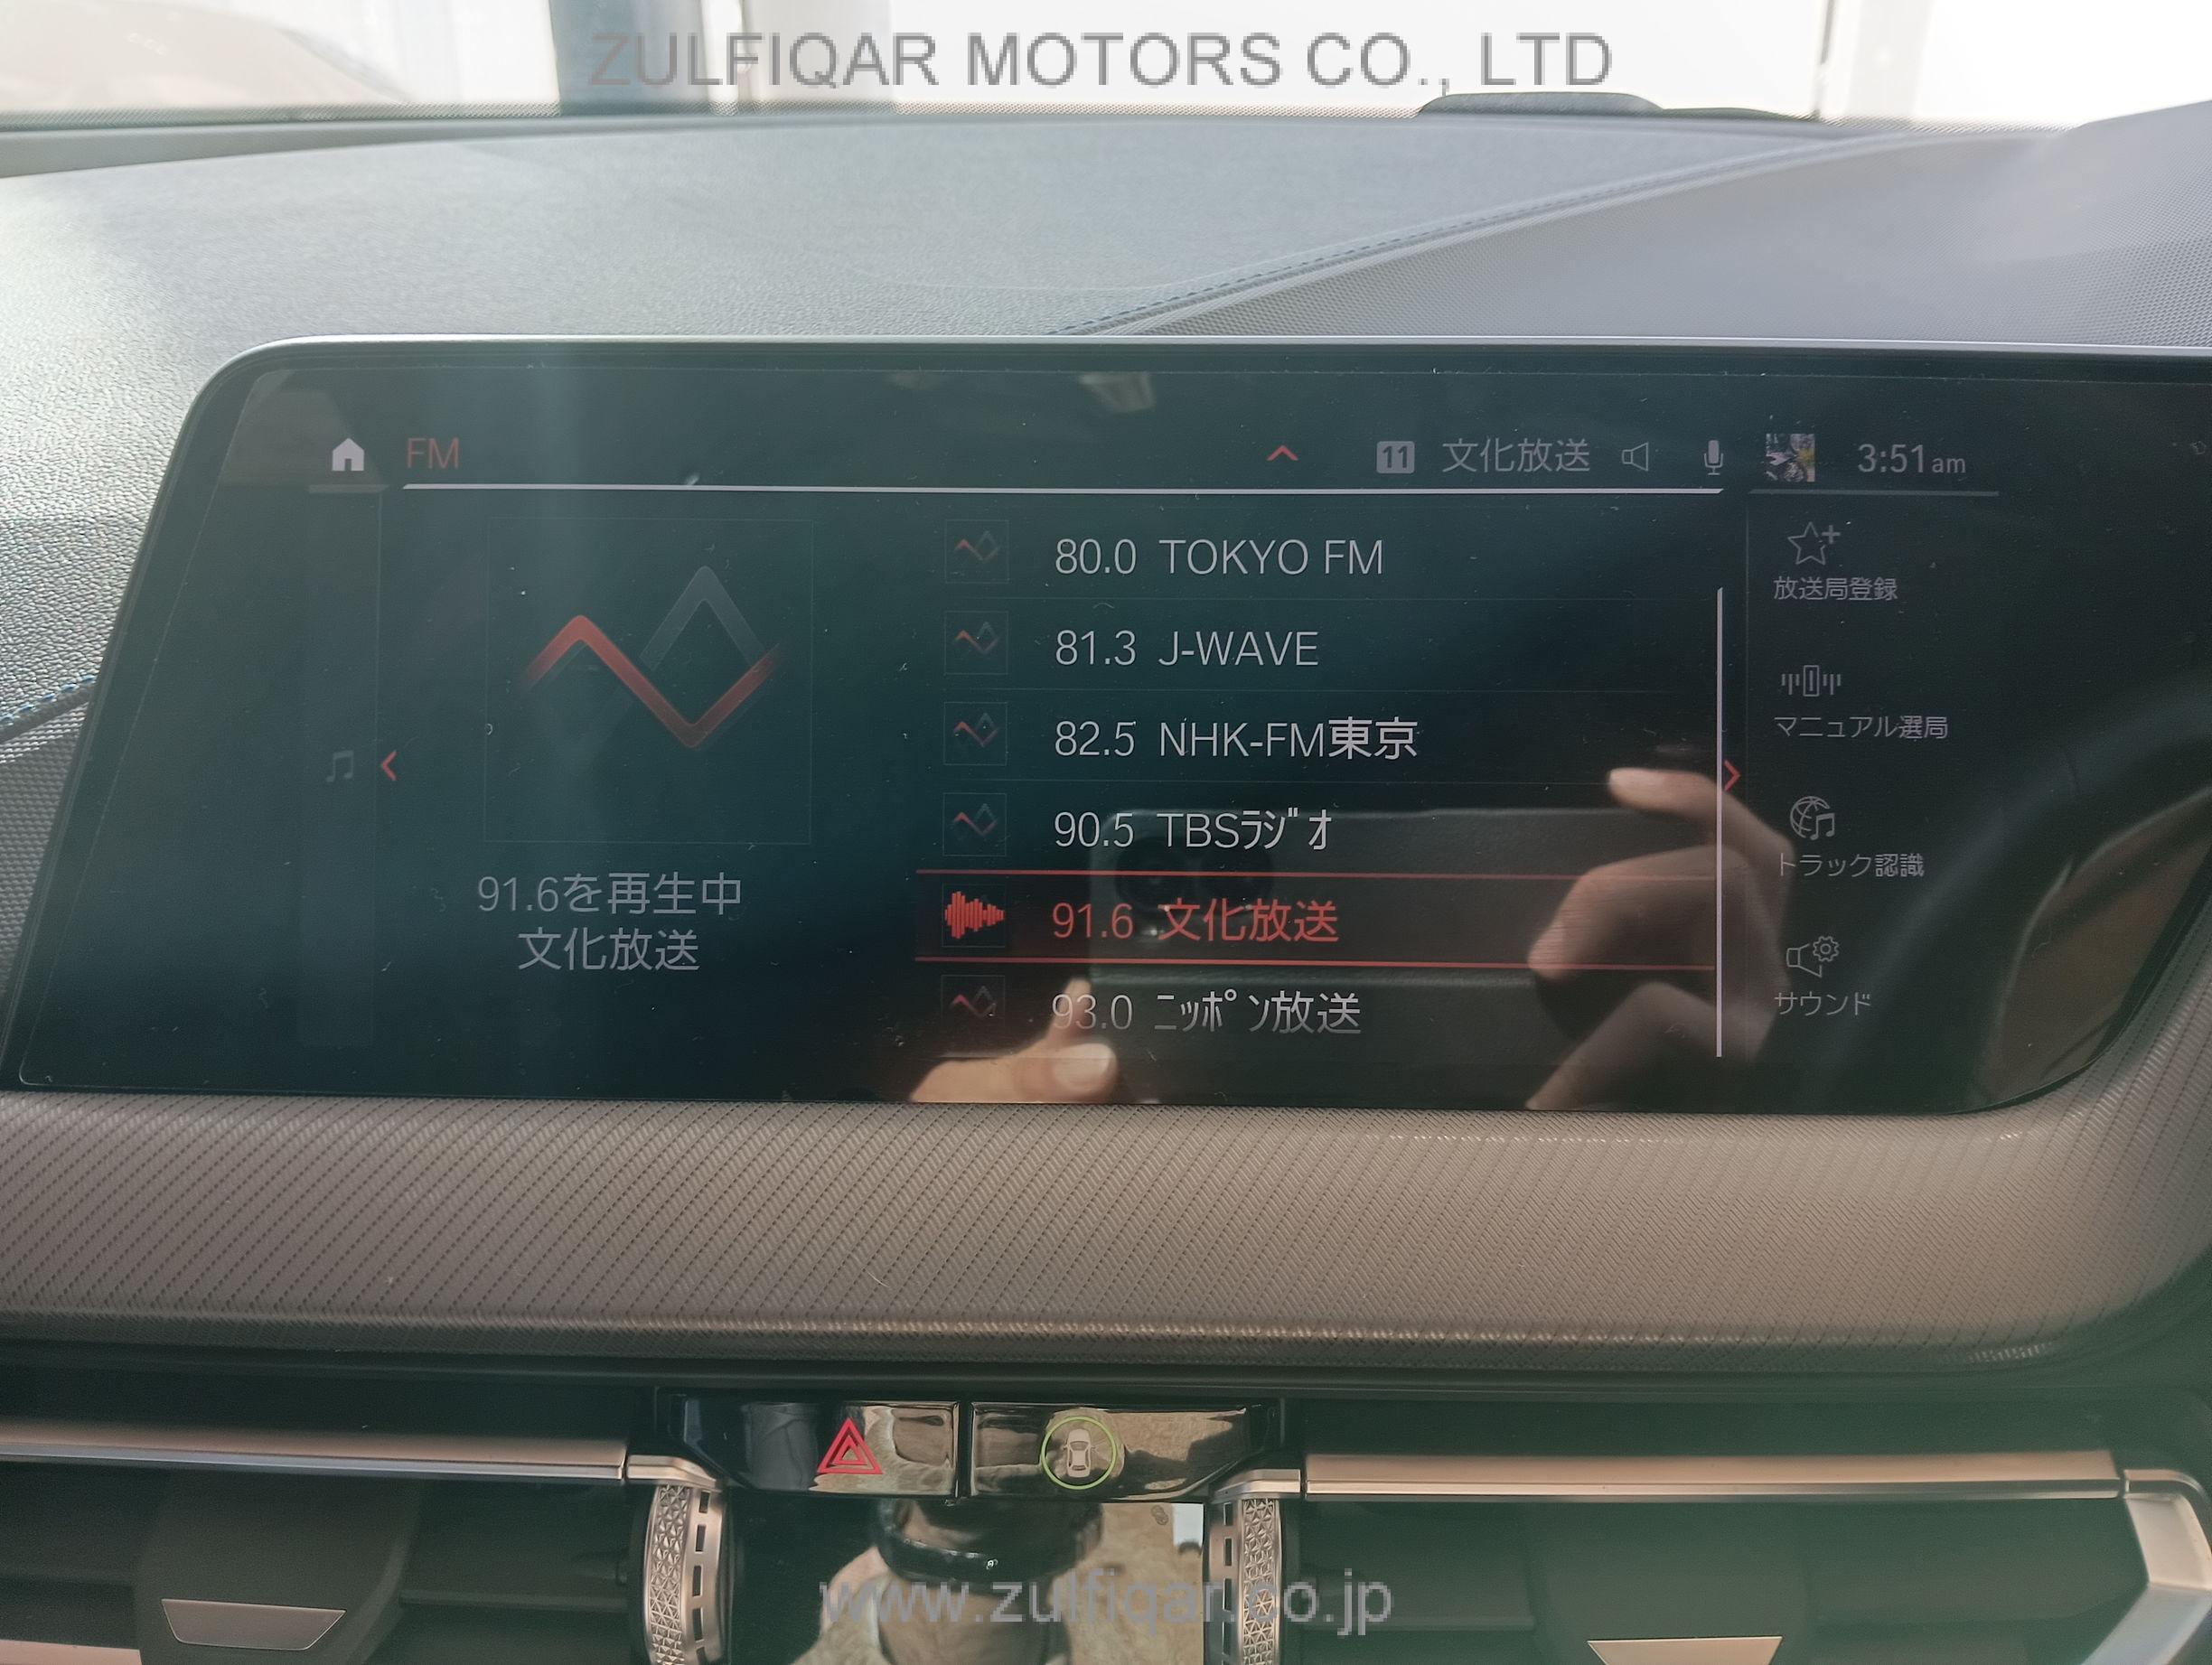 ZULFIQAR MOTORS CO., LTD
FM
11 文化放送
3:51am
80.0 TOKYO FM
81.3 J-WAVE
82.5 NHK-FM東京
90.5 TBSﾗｼﾞｵ
91.6 文化放送
93.0 ﾆｯﾎﾟﾝ放送
91.6を再生中
文化放送
放送局登録
マニュアル選局
トラック認識
サウンド
www.zulfiqar.co.jp